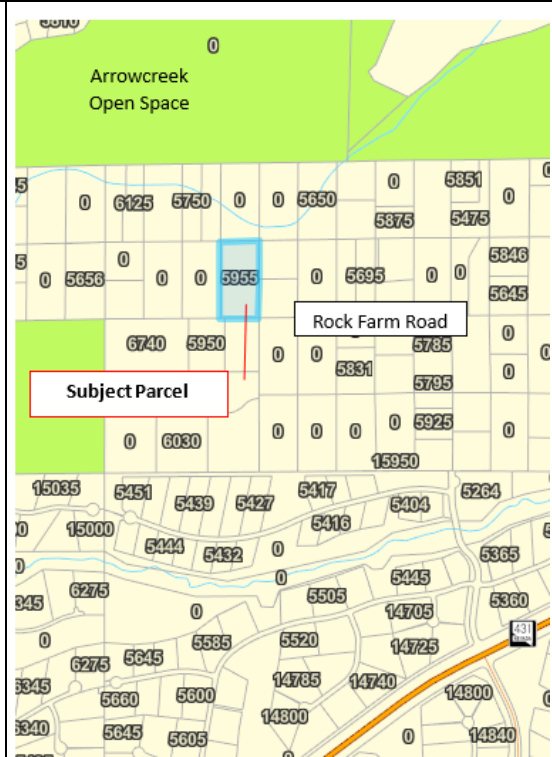 0
Arrowcreek
Open Space
0 6125 5750 0 0 5650 0 5851 0
5875 5475
0 5656 0 0 0 5955 0 5695 0 0 5846
5645
Rock Farm Road
6740 5950 0 0 5831 5785 0
Subject Parcel
5795 0
0 6030 0 0 0 0 5925 0
15950
15035 5451 5439 5427 5417 5404 5264
5416
15000 5444 5432 0 5365
0
6275 5505 5445 5360
0 14705
431
0 5585 5520 14725
6275 5645 14785 14740
5660 5600 14800 14800
5645 5605 0 14840